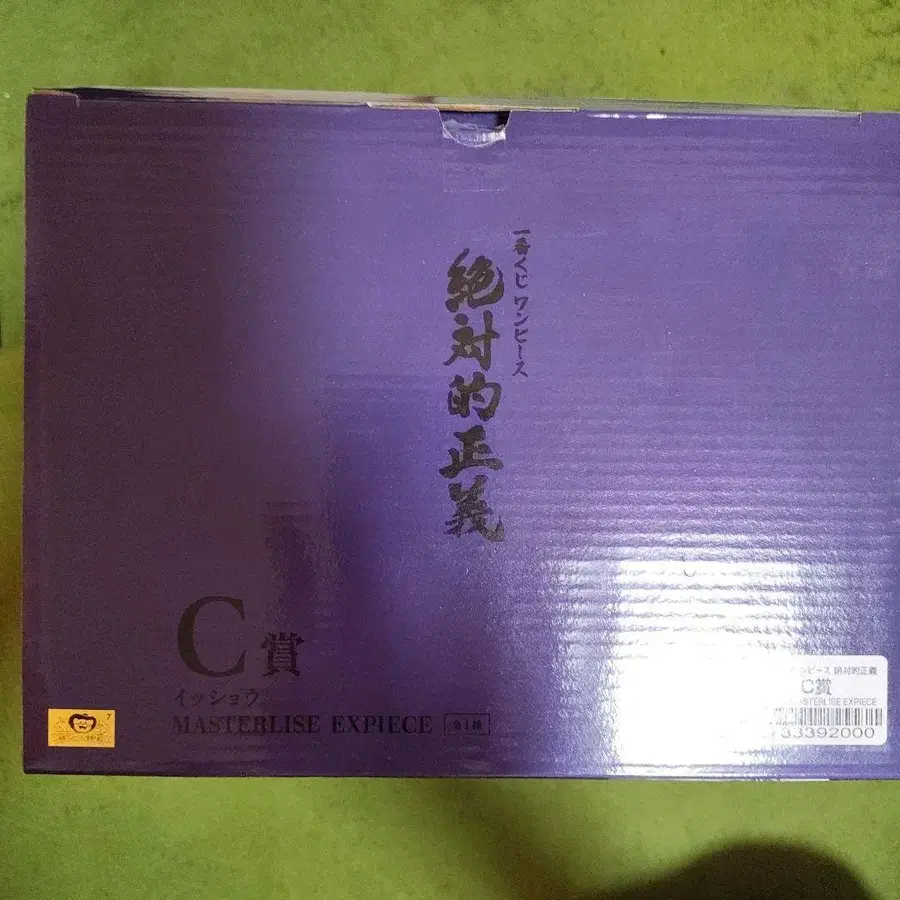 一番くじ ワンピース
絶対的正義
C賞
イッショウ
MASTERLISE EXPIECE 全1種
ンピース 絶対的正義
C賞
MASTERLISE EXPIECE
33392000
7